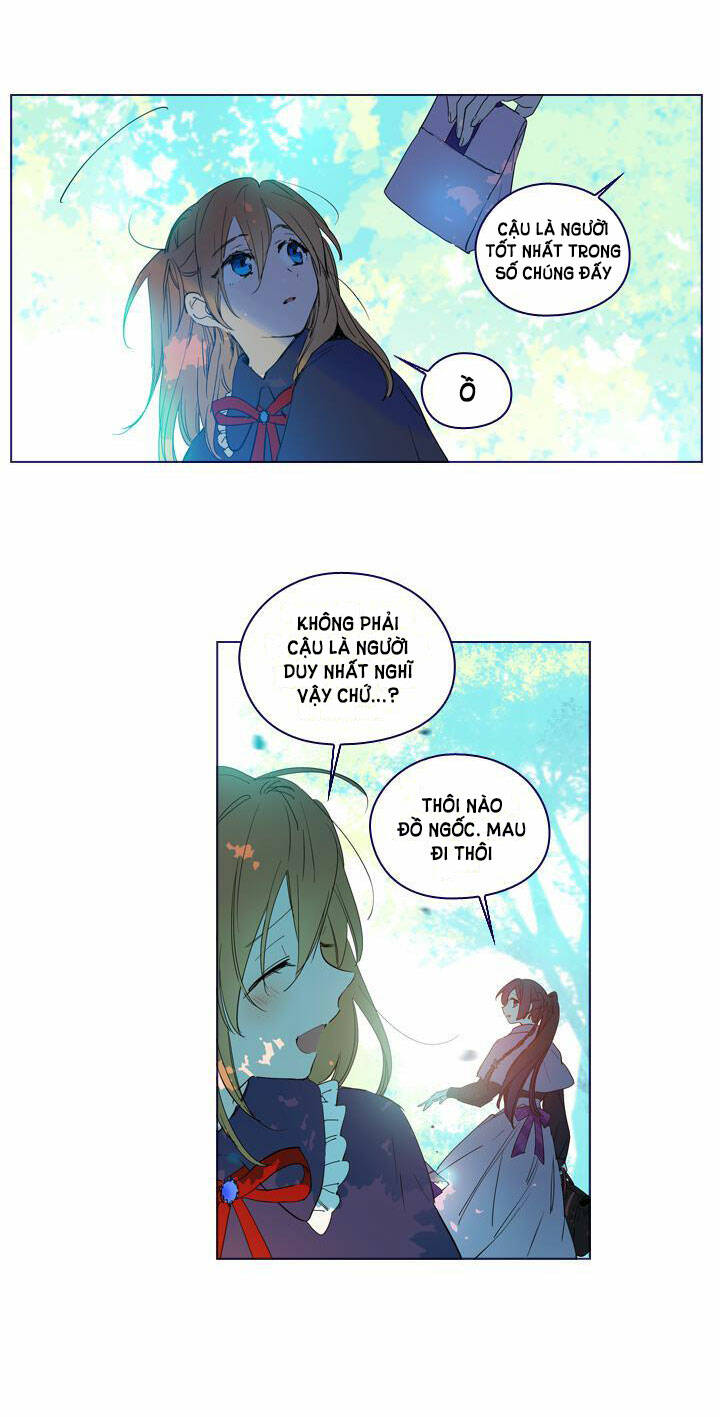 CẬU LÀ NGƯỜI
TỐT NHẤT TRONG
SỐ CHÚNG ĐẤY
Ồ
KHÔNG PHẢI
CẬU LÀ NGƯỜI
DUY NHẤT NGHĨ
VẬY CHỨ...?
THÔI NÀO
ĐỒ NGỐC. MAU
ĐI THÔI